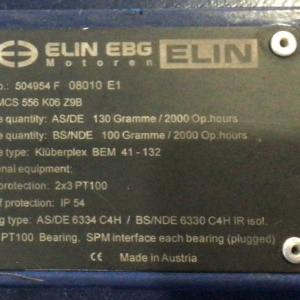 ELIN EBG ELIN
Motoren
.: 504954 F 08010 E1
MCS 556 K06 Z9B
e quantity: AS/DE 130 Gramme / 2000 Op.hours
e quantity: BS/NDE 100 Gramme / 2000 Op.hours
e type: Klüberplex BEM 41 - 132
nal equipment:
protection: 2x3 PT100
f protection: IP 54
g type: AS/DE 6334 C4H / BS/NDE 6330 C4H IR isol.
PT100 Bearing, SPM interface each bearing (plugged)
CE Made in Austria